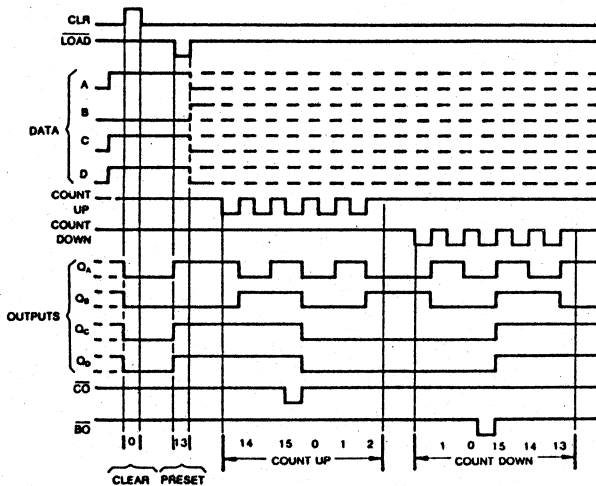 CLR
LOAD
A
B
DATA
C
D
COUNT
UP
COUNT
DOWN
QA
QB
OUTPUTS
QC
QD
CO
BO
0 13 14 15 0 1 2 1 0 15 14 13
COUNT UP COUNT DOWN
CLEAR PRESET